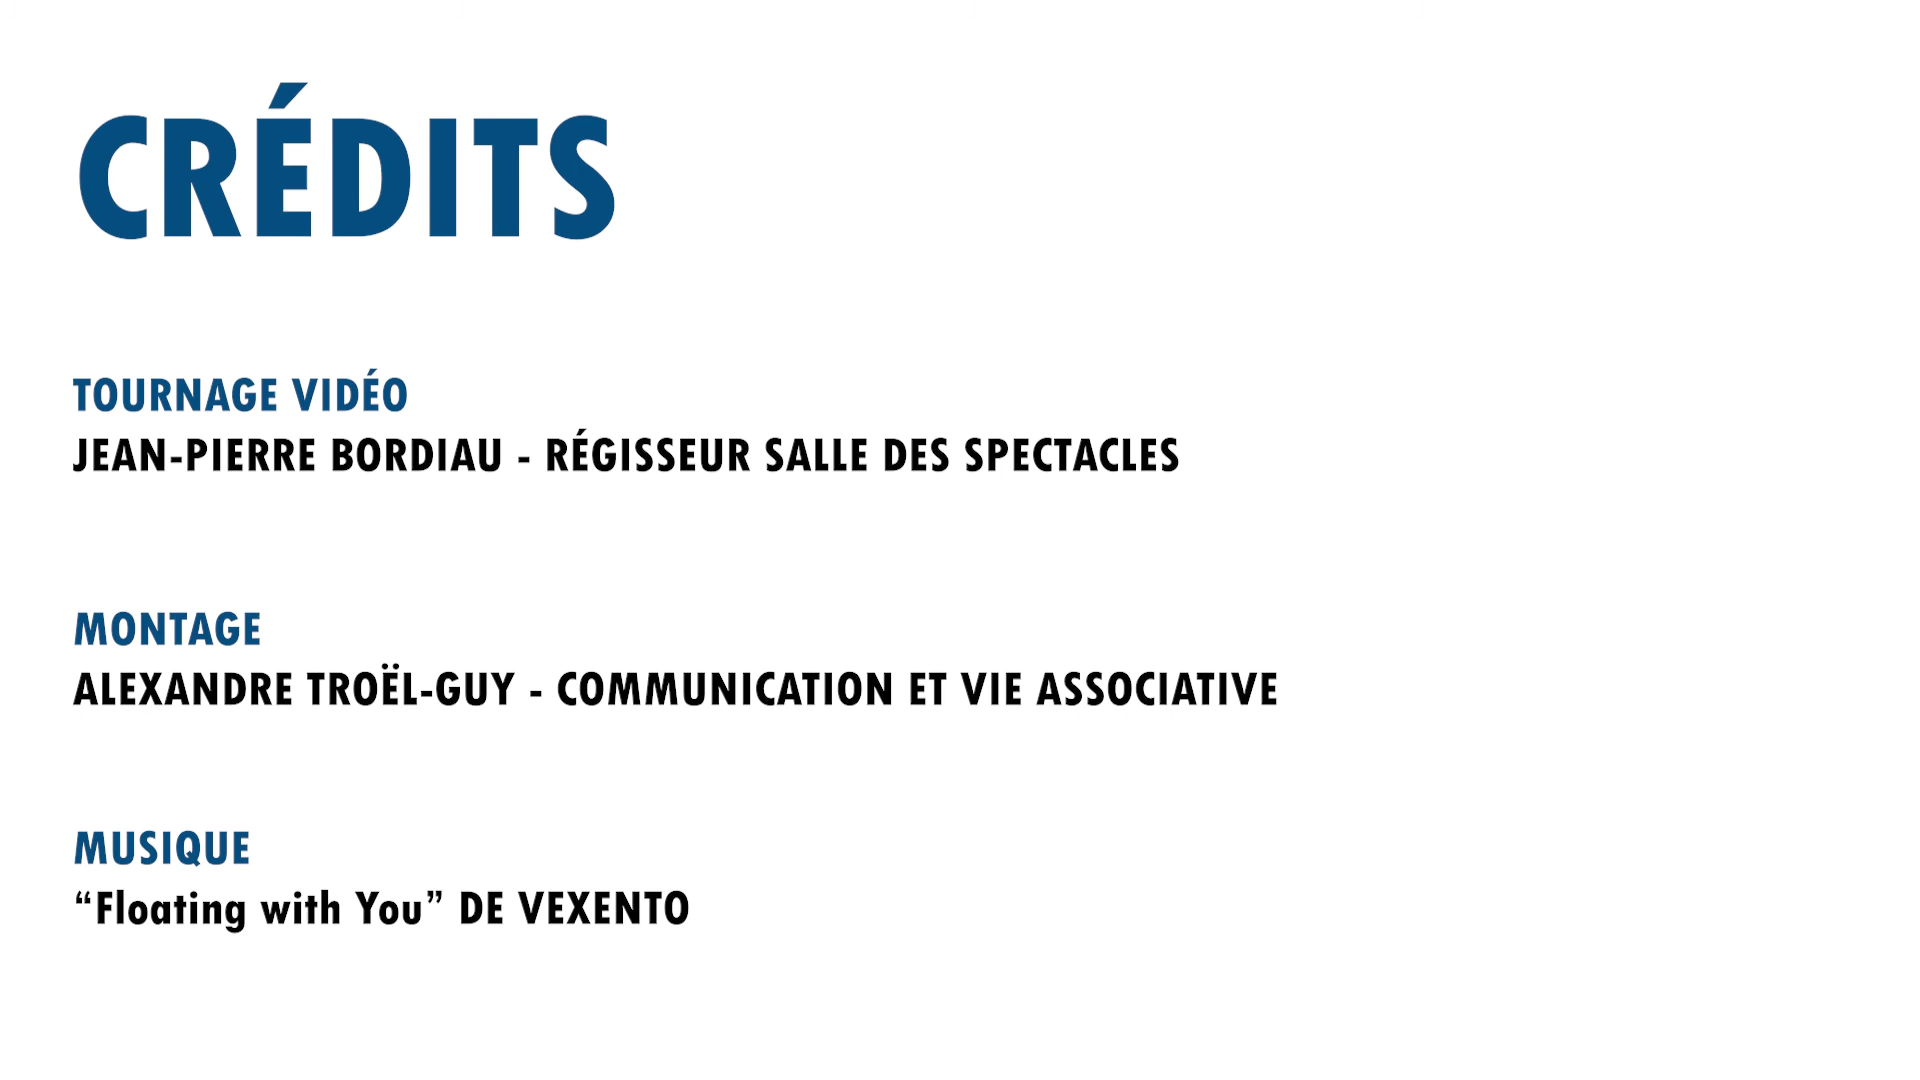 CRÉDITS
TOURNAGE VIDÉO
JEAN-PIERRE BORDIAU - RÉGISSEUR SALLE DES SPECTACLES
MONTAGE
ALEXANDRE TROËL-GUY - COMMUNICATION ET VIE ASSOCIATIVE
MUSIQUE
“Floating with You” DE VEXENTO